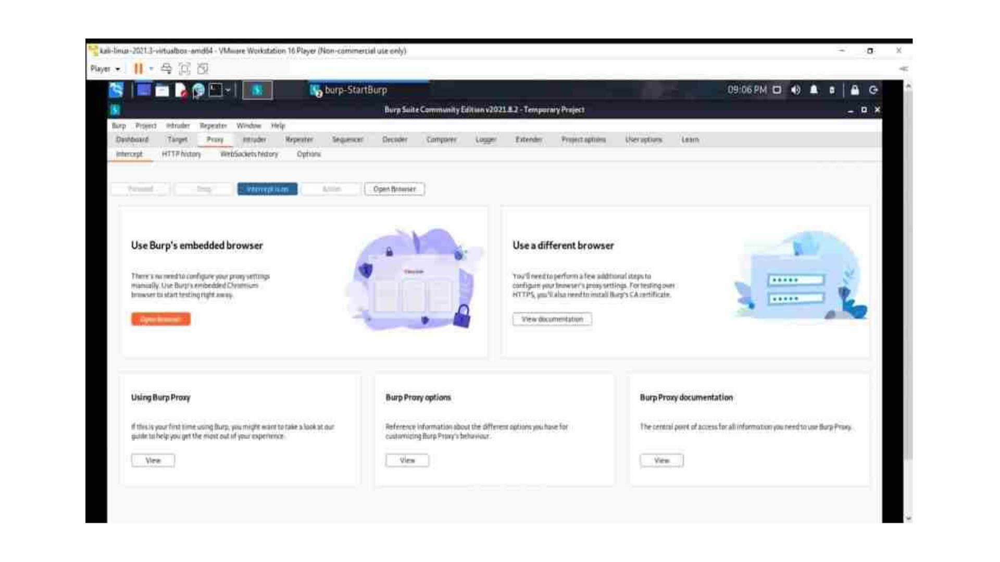 kali-linux-2021.3-virtualbox-amd64 - VMware Workstation 16 Player (Non-commercial use only)
Player
burp-StartBurp
09:06 PM
Burp Suite Community Edition v2021.8.2 - Temporary Project
Burp Project Intruder Repeater Window Help
Dashboard Target Proxy Intruder Repeater Sequencer Decoder Comparer Logger Extender Project options User options Learn
Intercept HTTP history WebSockets history Options
Forward Drop Intercept is on Action Open Browser
Use Burp's embedded browser
There's no need to configure your proxy settings
manually. Use Burp's embedded Chromium
browser to start testing right away.
Open Browser
Use a different browser
You'll need to perform a few additional steps to
configure your browser's proxy settings. For testing over
HTTPS, you'll also need to install Burp's CA certificate.
View documentation
Using Burp Proxy
If this is your first time using Burp, you might want to take a look at our
guide to help you get the most out of your experience.
View
Burp Proxy options
Reference information about the different options you have for
customizing Burp Proxy's behaviour.
View
Burp Proxy documentation
The central point of access for all information you need to use Burp Proxy.
View